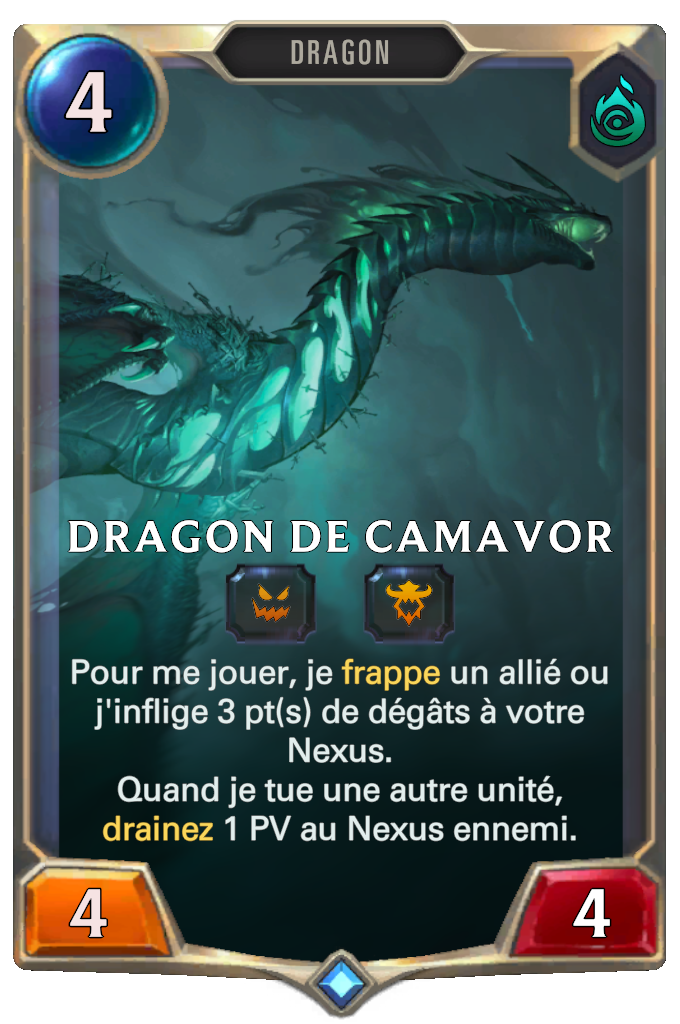 DRAGON
4
DRAGON DE CAMAVOR
Pour me jouer, je frappe un allié ou
j'inflige 3 pt(s) de dégâts à votre
Nexus.
Quand je tue une autre unité,
drainez 1 PV au Nexus ennemi.
4
4